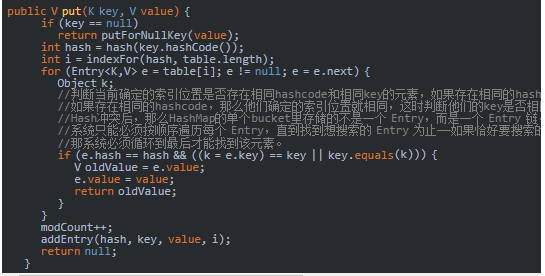 public V put(K key, V value) {
if (key == null)
return putForNullKey(value);
int hash = hash(key.hashCode());
int i = indexFor(hash, table.length);
for (Entry<K,V> e = table[i]; e != null; e = e.next) {
Object k;
//判断当前确定的索引位置是否存在相同hashcode和相同key的元素，如果存在相同的hash
//如果存在相同的hashcode，那么他们确定的索引位置就相同，这时判断他们的key是否相
//Hash冲突后，那么HashMap的单个bucket里存储的不是一个 Entry，而是一个 Entry 链。
//系统只能必须按顺序遍历每个 Entry，直到找到想搜索的 Entry 为止——如果恰好要搜索的
//那系统必须循环到最后才能找到该元素。
if (e.hash == hash && ((k = e.key) == key || key.equals(k))) {
V oldValue = e.value;
e.value = value;
return oldValue;
}
}
modCount++;
addEntry(hash, key, value, i);
return null;
}